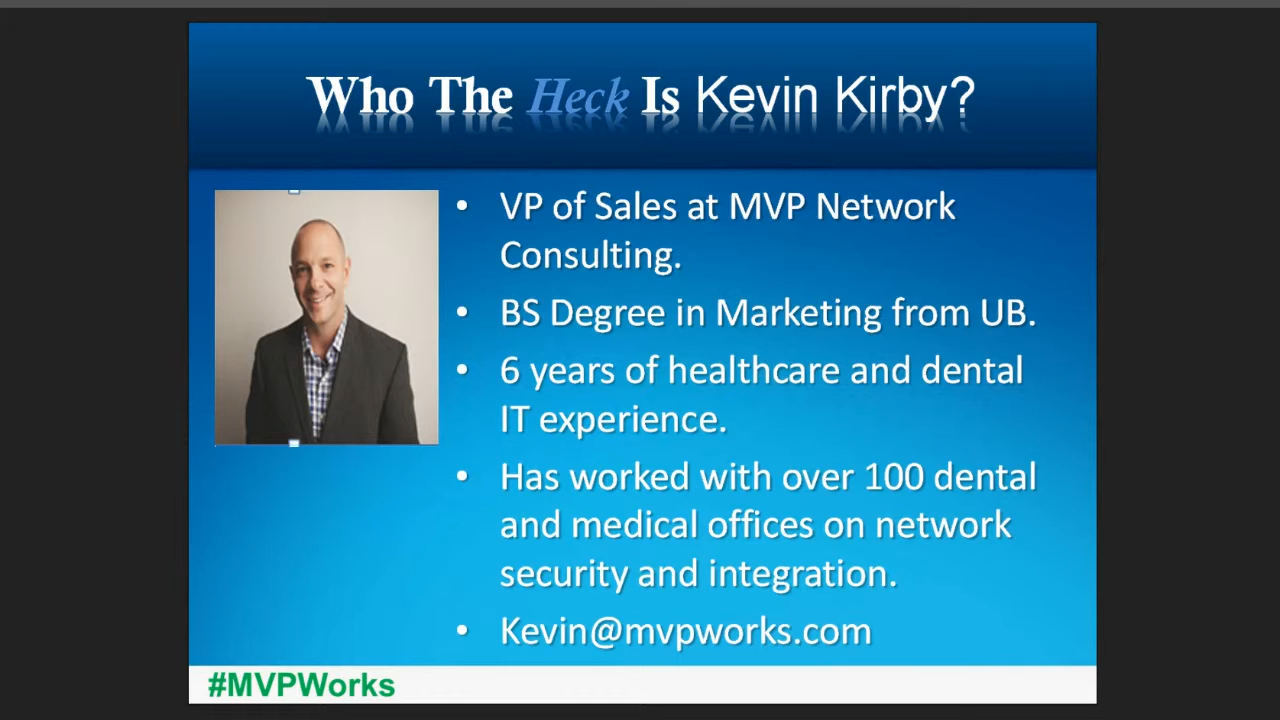 Who The Heck Is Kevin Kirby?
• VP of Sales at MVP Network
Consulting.
• BS Degree in Marketing from UB.
• 6 years of healthcare and dental
IT experience.
• Has worked with over 100 dental
and medical offices on network
security and integration.
• Kevin@mvpworks.com
#MVPWorks